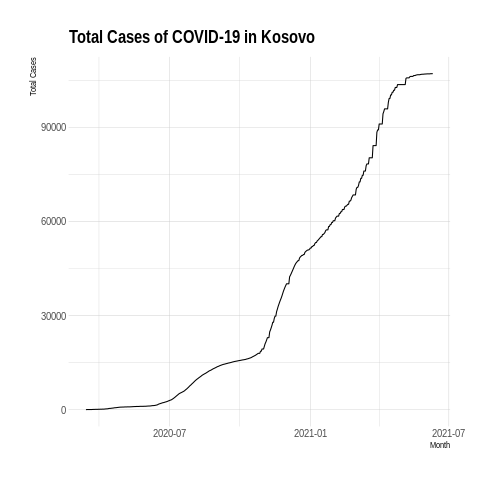 Total Cases of COVID-19 in Kosovo
Total Cases
90000
60000
30000
0
2020-07
2021-01
2021-07
Month